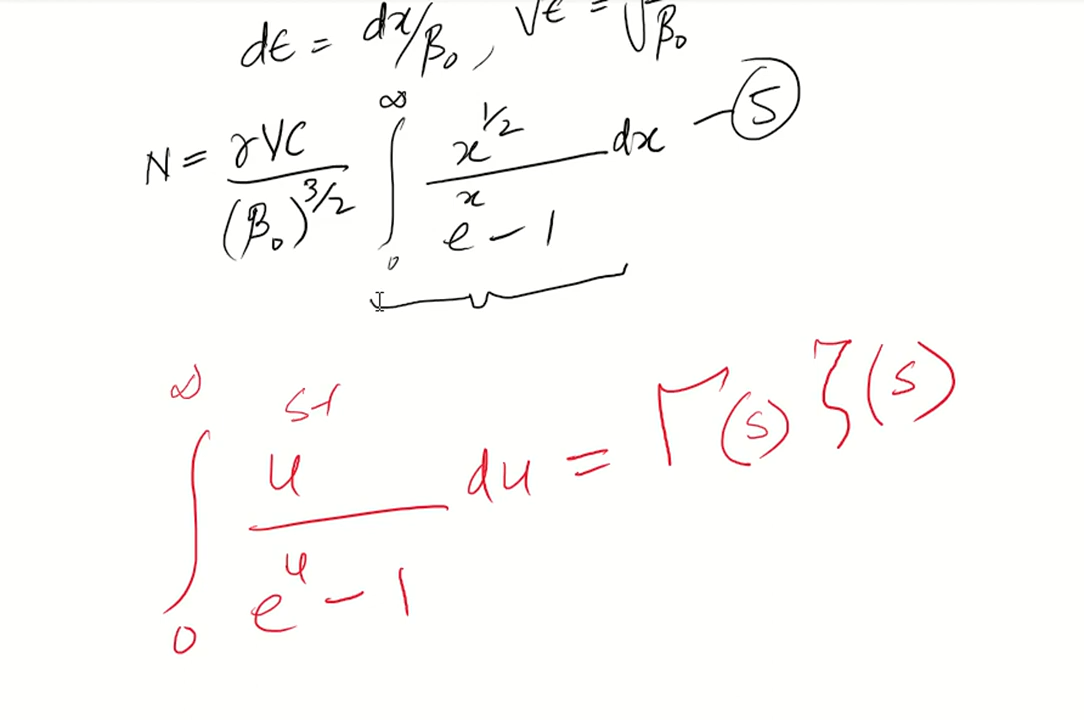 dε = dx/β₀ , √ε = √ β₀
N = γVC/(β₀)^3/2 ∫₀^∞ x^1/2/(e^x − 1) dx — ⑤
∫₀^∞ u^s-1/(e^u − 1) du = Γ(s) ζ(s)